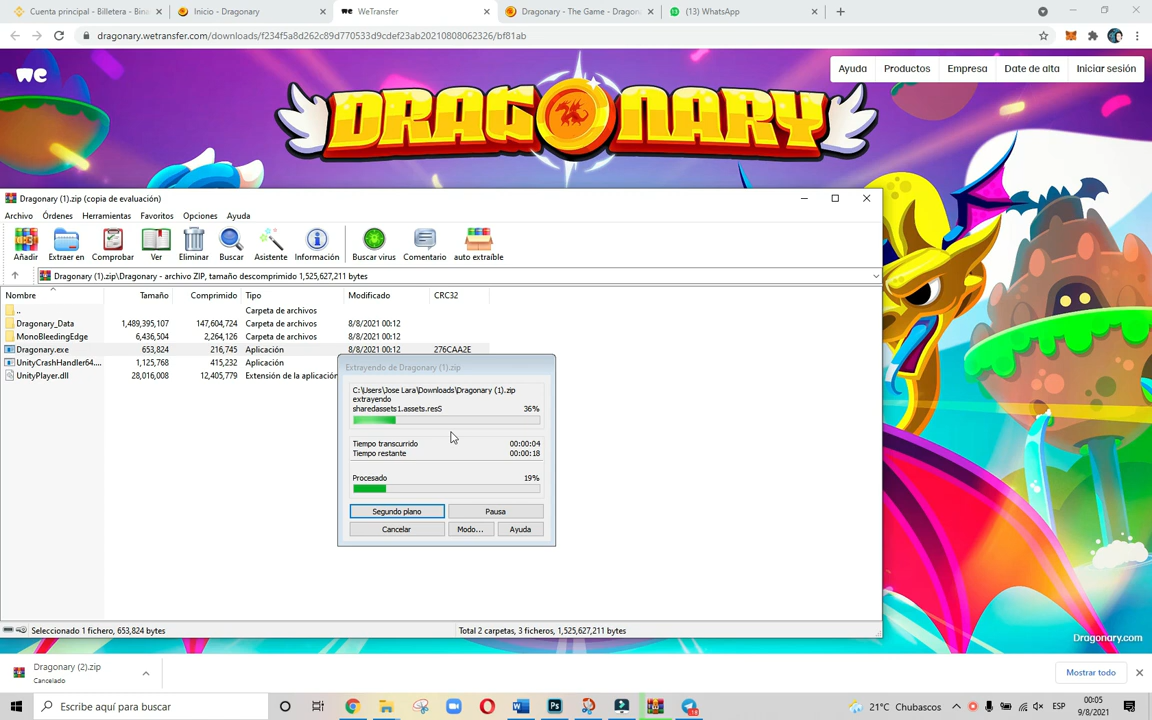 Cuenta principal - Billetera - Bina
Inicio - Dragonary
WeTransfer
Dragonary - The Game - Dragona
(13) WhatsApp
dragonary.wetransfer.com/downloads/f234f5a8d262c89d770533d9cdef23ab20210808062326/bf81ab
we
Ayuda
Productos
Empresa
Date de alta
Iniciar sesión
DRAGONARY
Dragonary (1).zip (copia de evaluación)
Archivo
Órdenes
Herramientas
Favoritos
Opciones
Ayuda
Añadir
Extraer en
Comprobar
Ver
Eliminar
Buscar
Asistente
Información
Buscar virus
Comentario
auto extraíble
Dragonary (1).zip\Dragonary - archivo ZIP, tamaño descomprimido 1,525,627,211 bytes
Nombre Tamaño Comprimido Tipo Modificado CRC32
.. Carpeta de archivos
Dragonary_Data 1,489,395,107 147,604,724 Carpeta de archivos 8/8/2021 00:12
MonoBleedingEdge 6,436,504 2,264,126 Carpeta de archivos 8/8/2021 00:12
Dragonary.exe 653,824 216,745 Aplicación 8/8/2021 00:12 276CAA2E
UnityCrashHandler64.... 1,125,768 415,232 Aplicación
UnityPlayer.dll 28,016,008 12,405,779 Extensión de la aplicación
Extrayendo de Dragonary (1).zip
C:\Users\Jose Lara\Downloads\Dragonary (1).zip
extrayendo
sharedassets1.assets.resS 36%
Tiempo transcurrido 00:00:04
Tiempo restante 00:00:18
Procesado 19%
Segundo plano
Pausa
Cancelar
Modo...
Ayuda
Seleccionado 1 fichero, 653,824 bytes
Total 2 carpetas, 3 ficheros, 1,525,627,211 bytes
Dragonary.com
Dragonary (2).zip
Cancelado
Mostrar todo
Escribe aquí para buscar
21°C Chubascos
ESP
00:05
9/8/2021